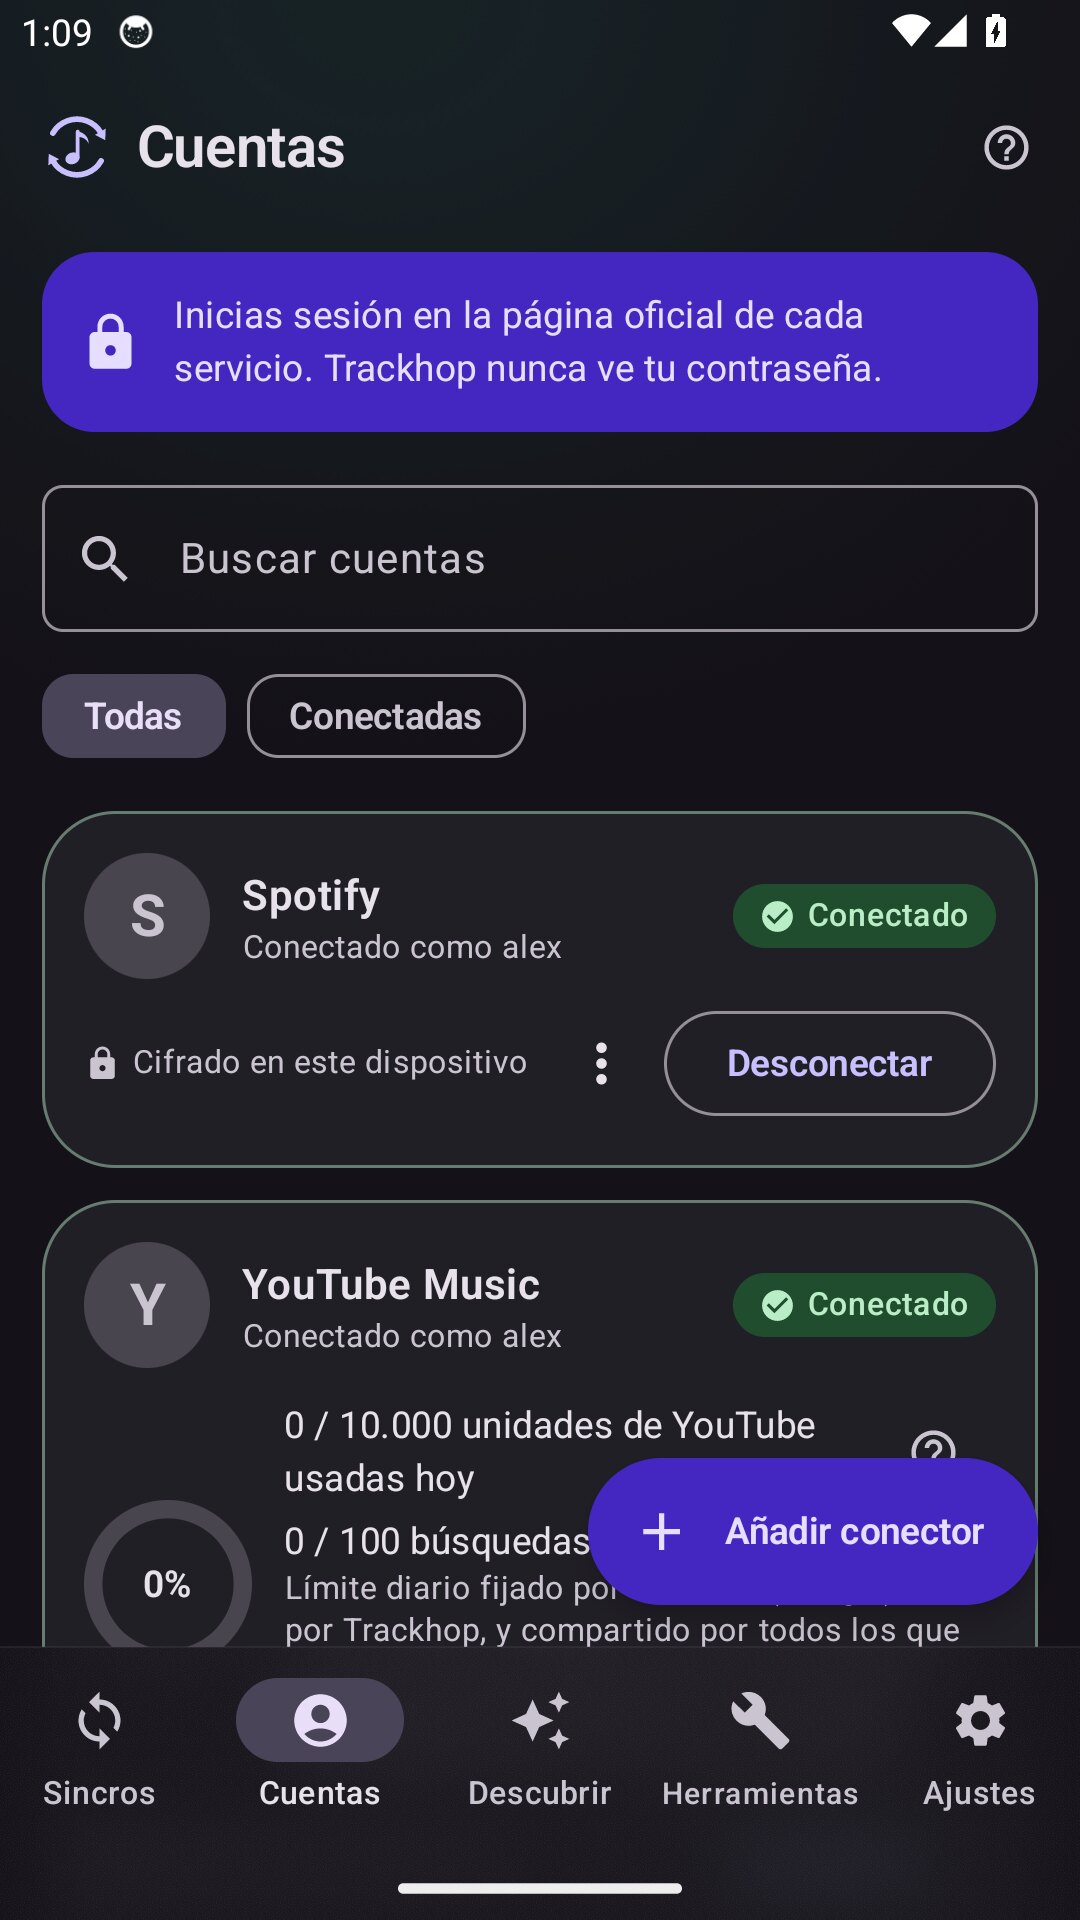 1:09
Cuentas
Inicias sesión en la página oficial de cada
servicio. Trackhop nunca ve tu contraseña.
Buscar cuentas
Todas
Conectadas
S
Spotify
Conectado como alex
Conectado
Cifrado en este dispositivo
Desconectar
Y
YouTube Music
Conectado como alex
Conectado
0 / 10.000 unidades de YouTube
usadas hoy
0 / 100 búsquedas
Añadir conector
0%
Límite diario fijado por
por Trackhop, y compartido por todos los que
Sincros
Cuentas
Descubrir
Herramientas
Ajustes